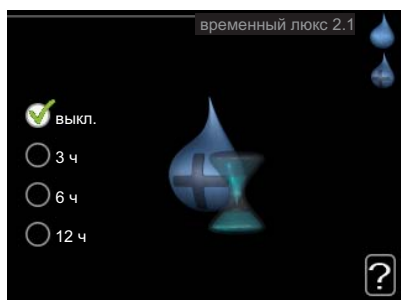 временный люкс 2.1
выкл.
3 ч
6 ч
12 ч
?